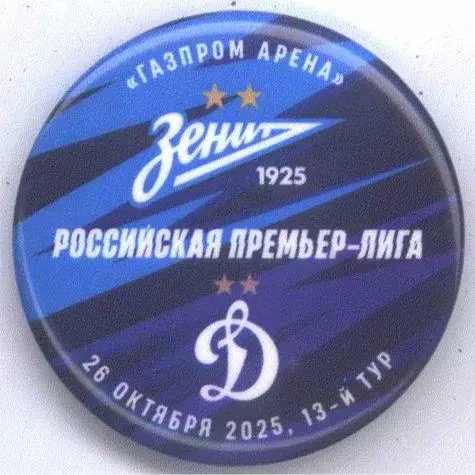 «ГАЗПРОМ АРЕНА»
Зенит
1925
РОССИЙСКАЯ ПРЕМЬЕР-ЛИГА
Д
26 ОКТЯБРЯ 2025, 13-Й ТУР